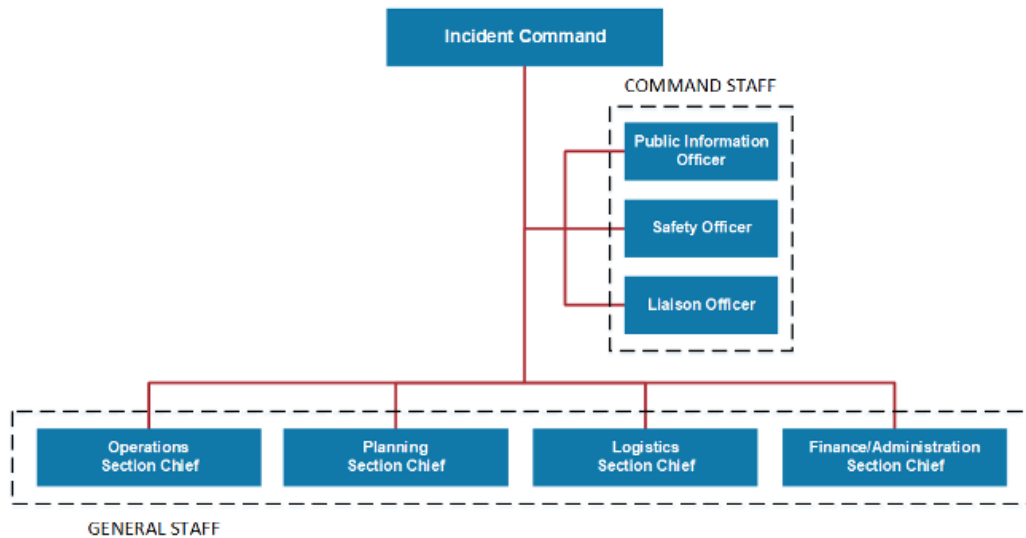 Incident Command
COMMAND STAFF
Public Information
Officer
Safety Officer
Liaison Officer
Operations
Section Chief
Planning
Section Chief
Logistics
Section Chief
Finance/Administration
Section Chief
GENERAL STAFF